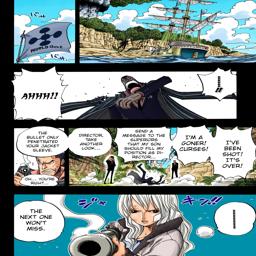 WORLD GOV'T
AHHH!!
I'VE
BEEN
SHOT!
IT'S
OVER!
I'M A
GONER!
CURSES!
SEND A
MESSAGE TO THE
SUPERIORS
THAT MY SON
SHOULD FILL MY
POSITION AS DI-
RECTOR...
DIRECTOR,
TAKE
ANOTHER
LOOK...
THE
BULLET ONLY
PENETRATED
YOUR JACKET
SLEEVE.
OH... YOU'RE
RIGHT.
THE
NEXT ONE
WON'T
MISS.